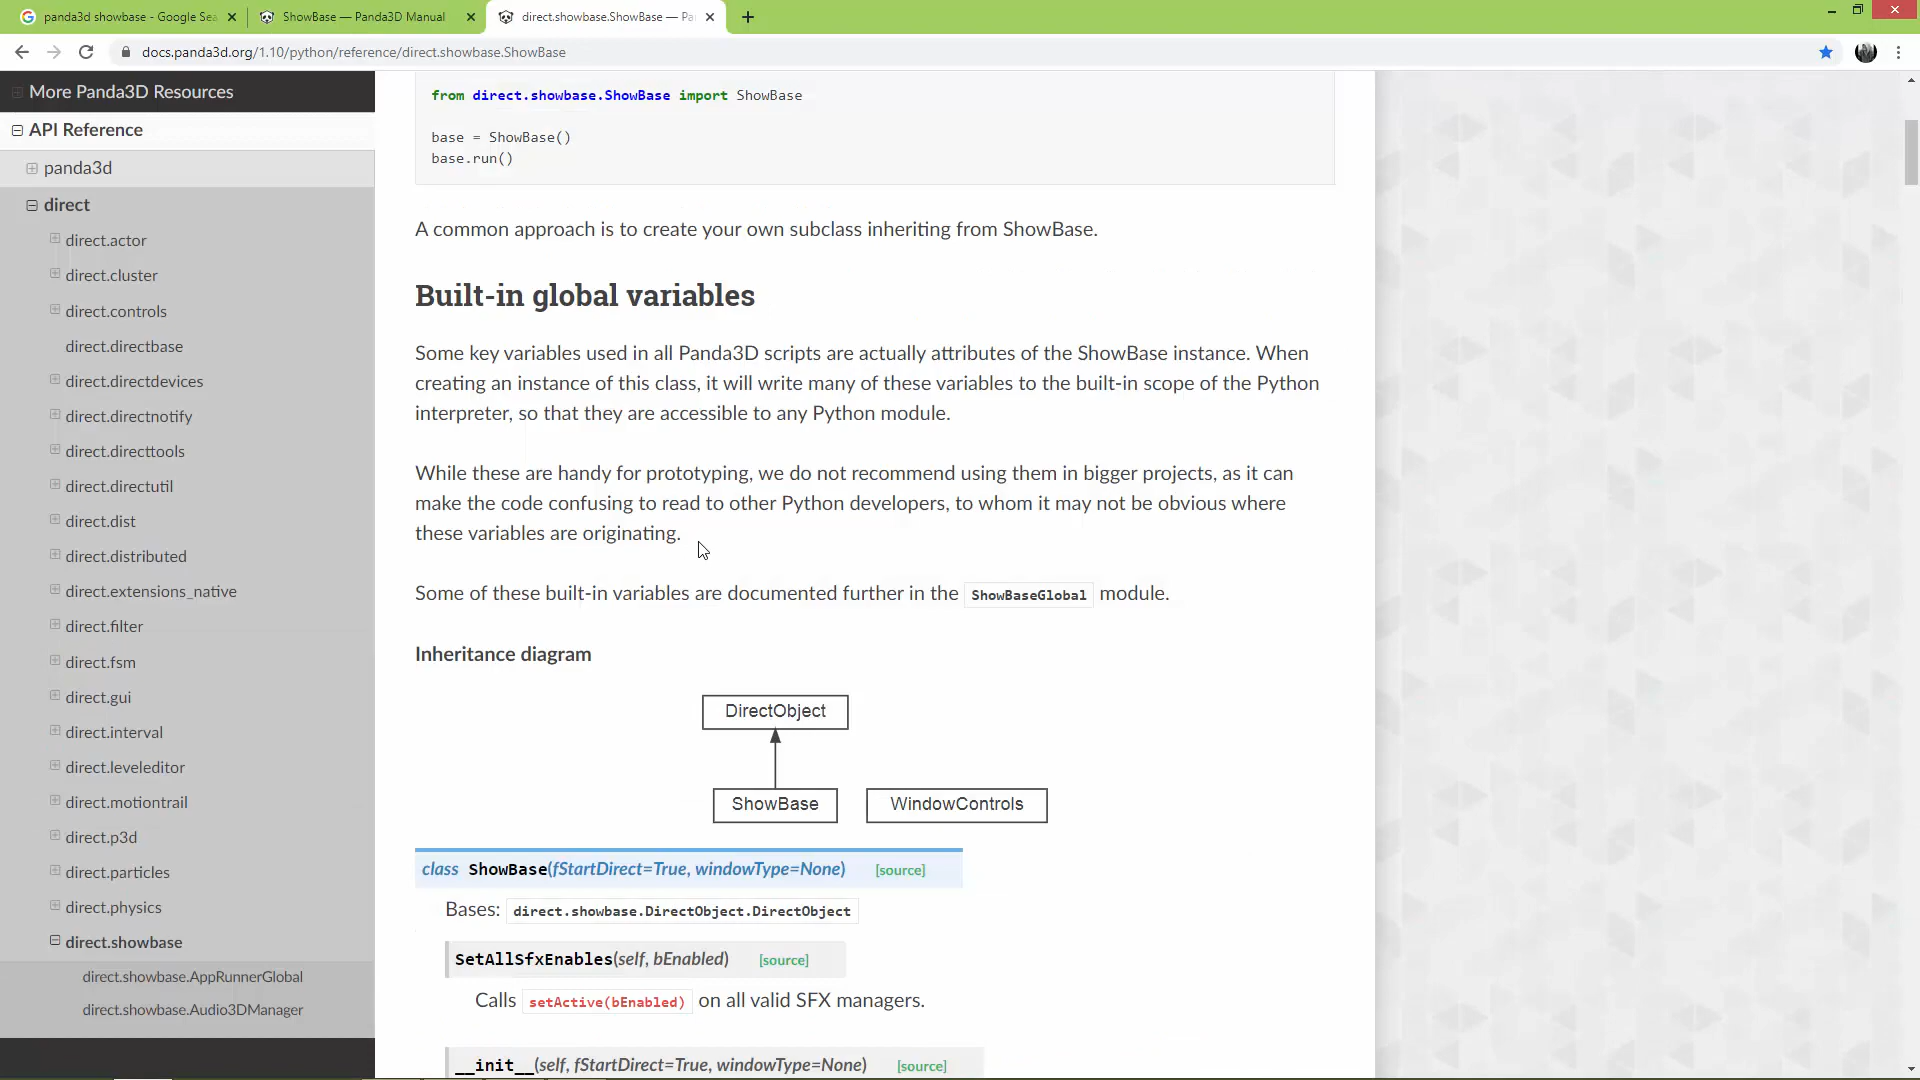 panda3d showbase - Google Sea
ShowBase — Panda3D Manual
direct.showbase.ShowBase — Pa
docs.panda3d.org/1.10/python/reference/direct.showbase.ShowBase
More Panda3D Resources
API Reference
panda3d
direct
direct.actor
direct.cluster
direct.controls
direct.directbase
direct.directdevices
direct.directnotify
direct.directtools
direct.directutil
direct.dist
direct.distributed
direct.extensions_native
direct.filter
direct.fsm
direct.gui
direct.interval
direct.leveleditor
direct.motiontrail
direct.p3d
direct.particles
direct.physics
direct.showbase
direct.showbase.AppRunnerGlobal
direct.showbase.Audio3DManager
from direct.showbase.ShowBase import ShowBase
base = ShowBase()
base.run()
A common approach is to create your own subclass inheriting from ShowBase.
Built-in global variables
Some key variables used in all Panda3D scripts are actually attributes of the ShowBase instance. When
creating an instance of this class, it will write many of these variables to the built-in scope of the Python
interpreter, so that they are accessible to any Python module.
While these are handy for prototyping, we do not recommend using them in bigger projects, as it can
make the code confusing to read to other Python developers, to whom it may not be obvious where
these variables are originating.
Some of these built-in variables are documented further in the ShowBaseGlobal module.
Inheritance diagram
DirectObject
ShowBase
WindowControls
class ShowBase(fStartDirect=True, windowType=None) [source]
Bases: direct.showbase.DirectObject.DirectObject
SetAllSfxEnables(self, bEnabled) [source]
Calls setActive(bEnabled) on all valid SFX managers.
__init__(self, fStartDirect=True, windowType=None) [source]